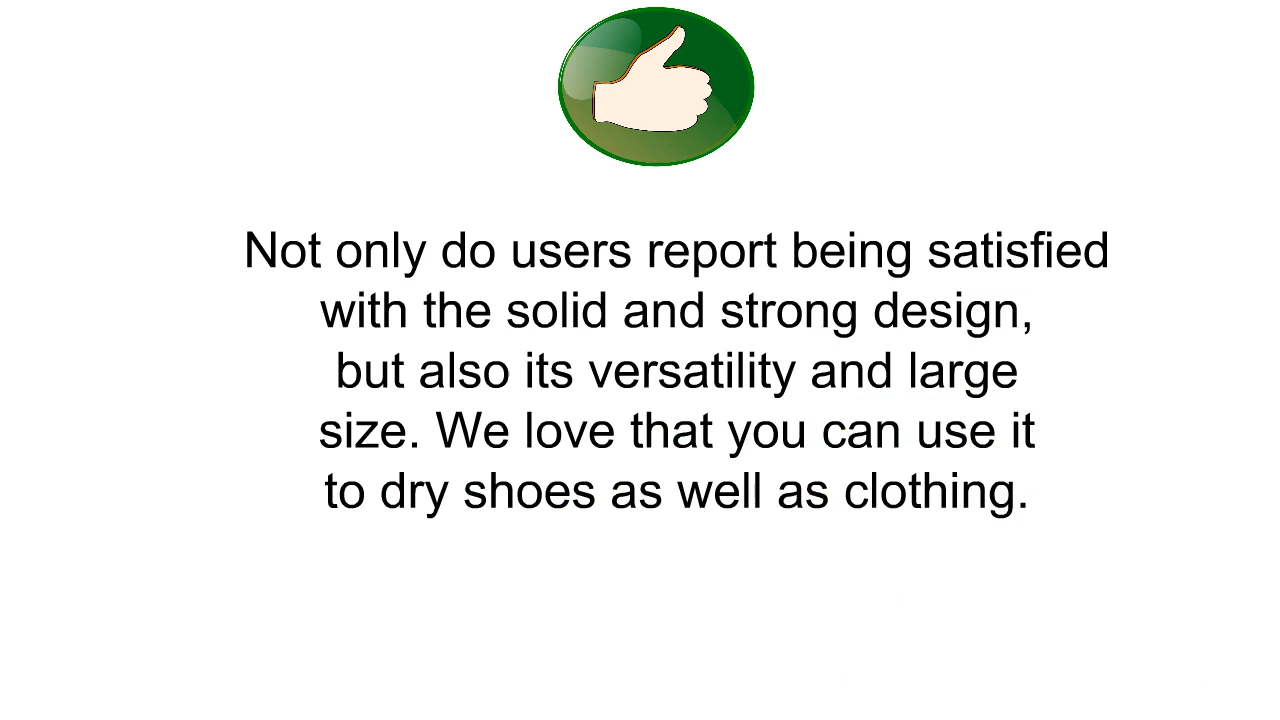 Not only do users report being satisfied
with the solid and strong design,
but also its versatility and large
size. We love that you can use it
to dry shoes as well as clothing.